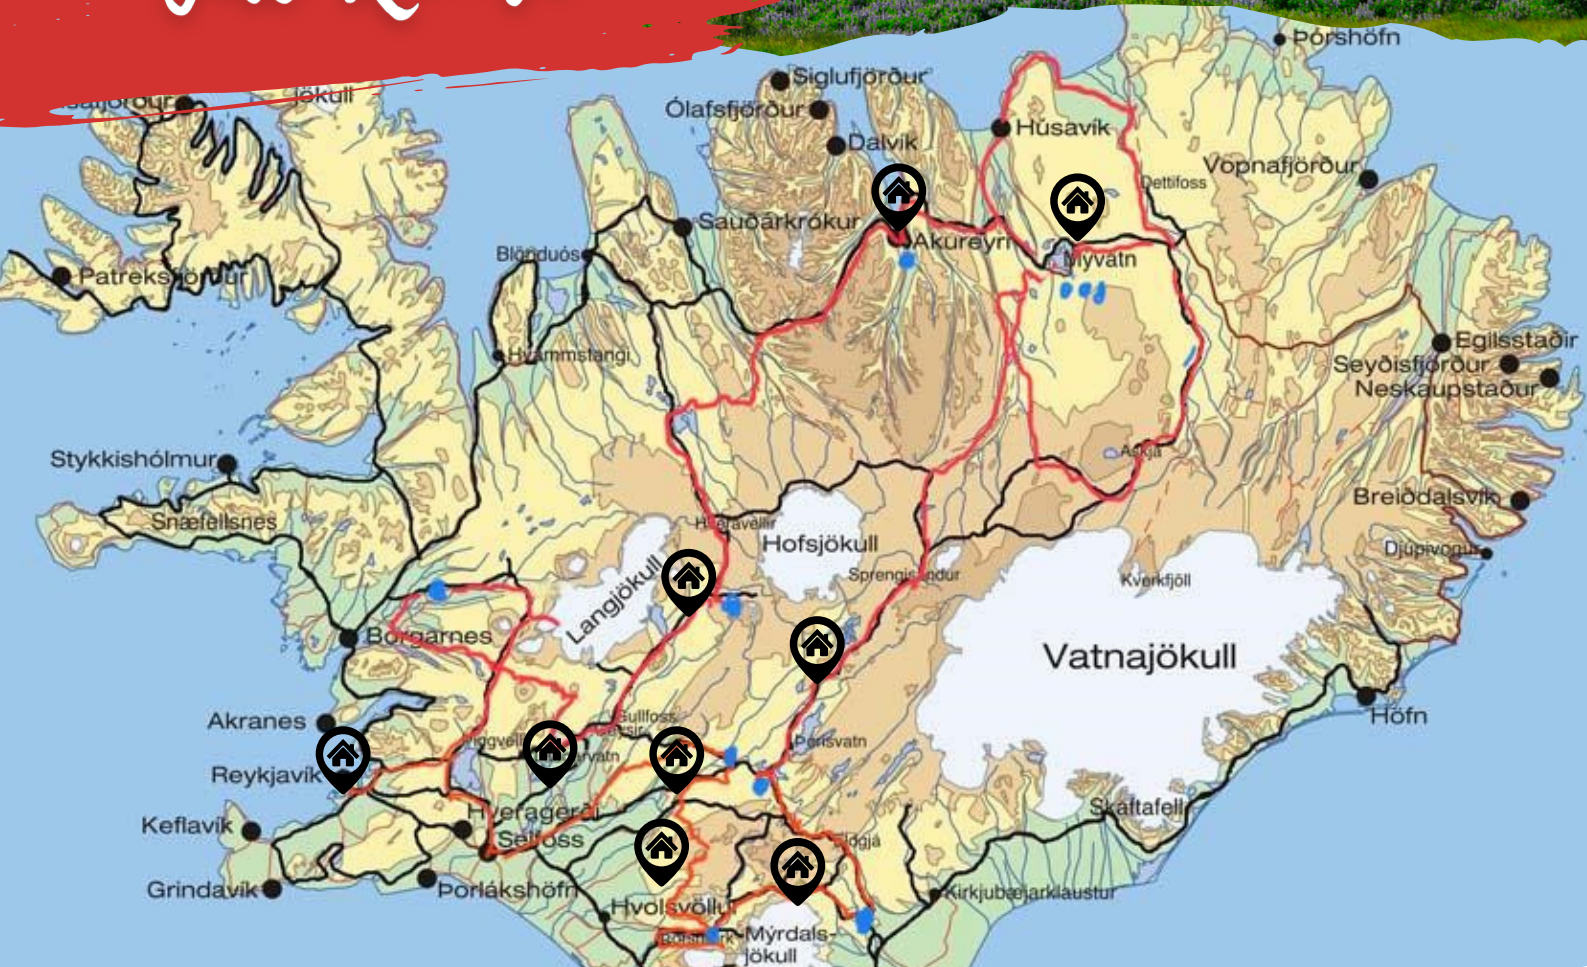 Þórshöfn
Siglufjörður
jökull
Ólafsfjörður
Húsavík
Dalvík
Vopnafjörður
Dettifoss
Sauðárkrókur
Akureyri
Blönduós
Mývatn
Patreksfjörður
Egilsstaðir
Hvammstangi
Seyðisfjörður
Neskaupstaður
Askja
Stykkishólmur
Breiðdalsvík
Snæfellsnes
Hofsjökull
Djúpivogur
Sprengisandur
Kverkfjöll
Langjökull
Borgarnes
Vatnajökull
Höfn
Akranes
Gullfoss
Geysir
Þórisvatn
Reykjavík
Skaftafell
Hveragerði
Keflavík
Selfoss
Grindavík
Þorlákshöfn
Kirkjubæjarklaustur
Hvolsvöllur
Mýrdals-
jökull